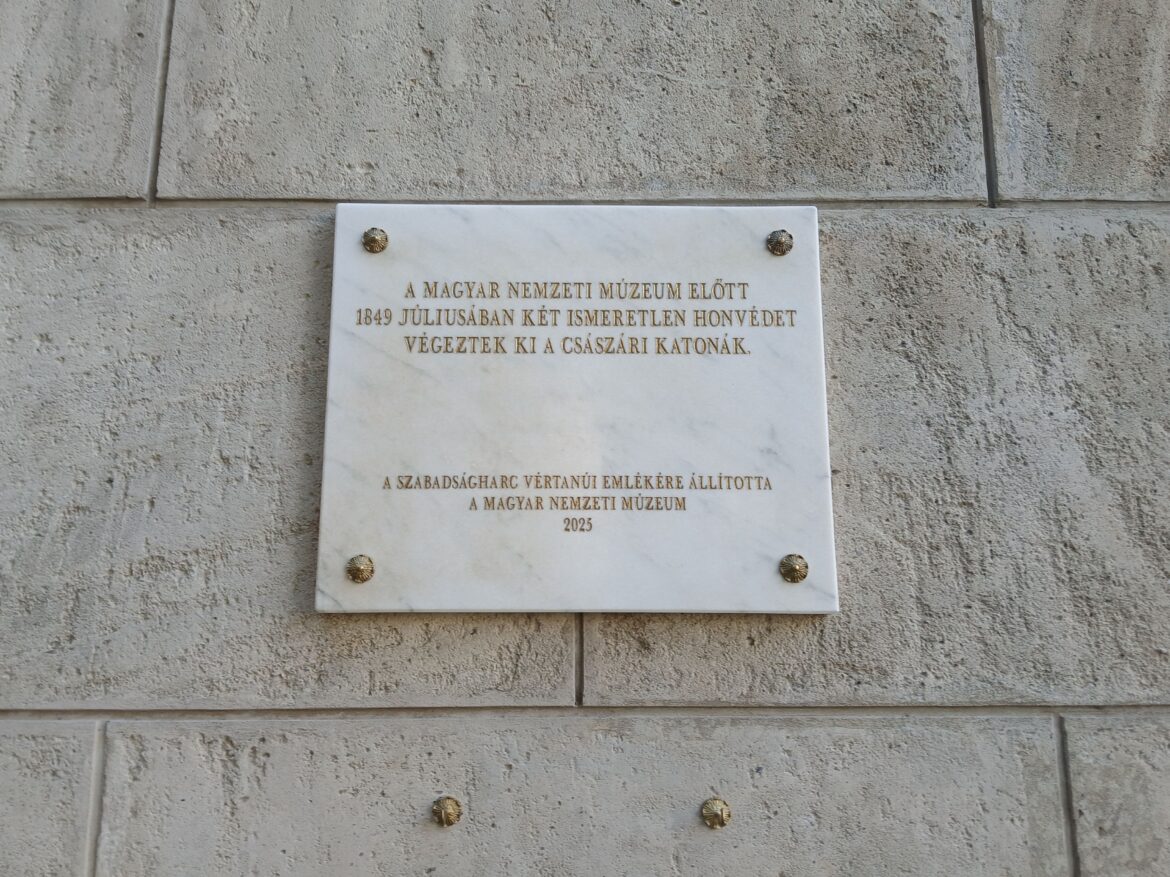 A MAGYAR NEMZETI MÚZEUM ELŐTT
1849 JÚLIUSÁBAN KÉT ISMERETLEN HONVÉDET
VÉGEZTEK KI A CSÁSZÁRI KATONÁK.
A SZABADSÁGHARC VÉRTANÚI EMLÉKÉRE ÁLLÍTOTTA
A MAGYAR NEMZETI MÚZEUM
2025